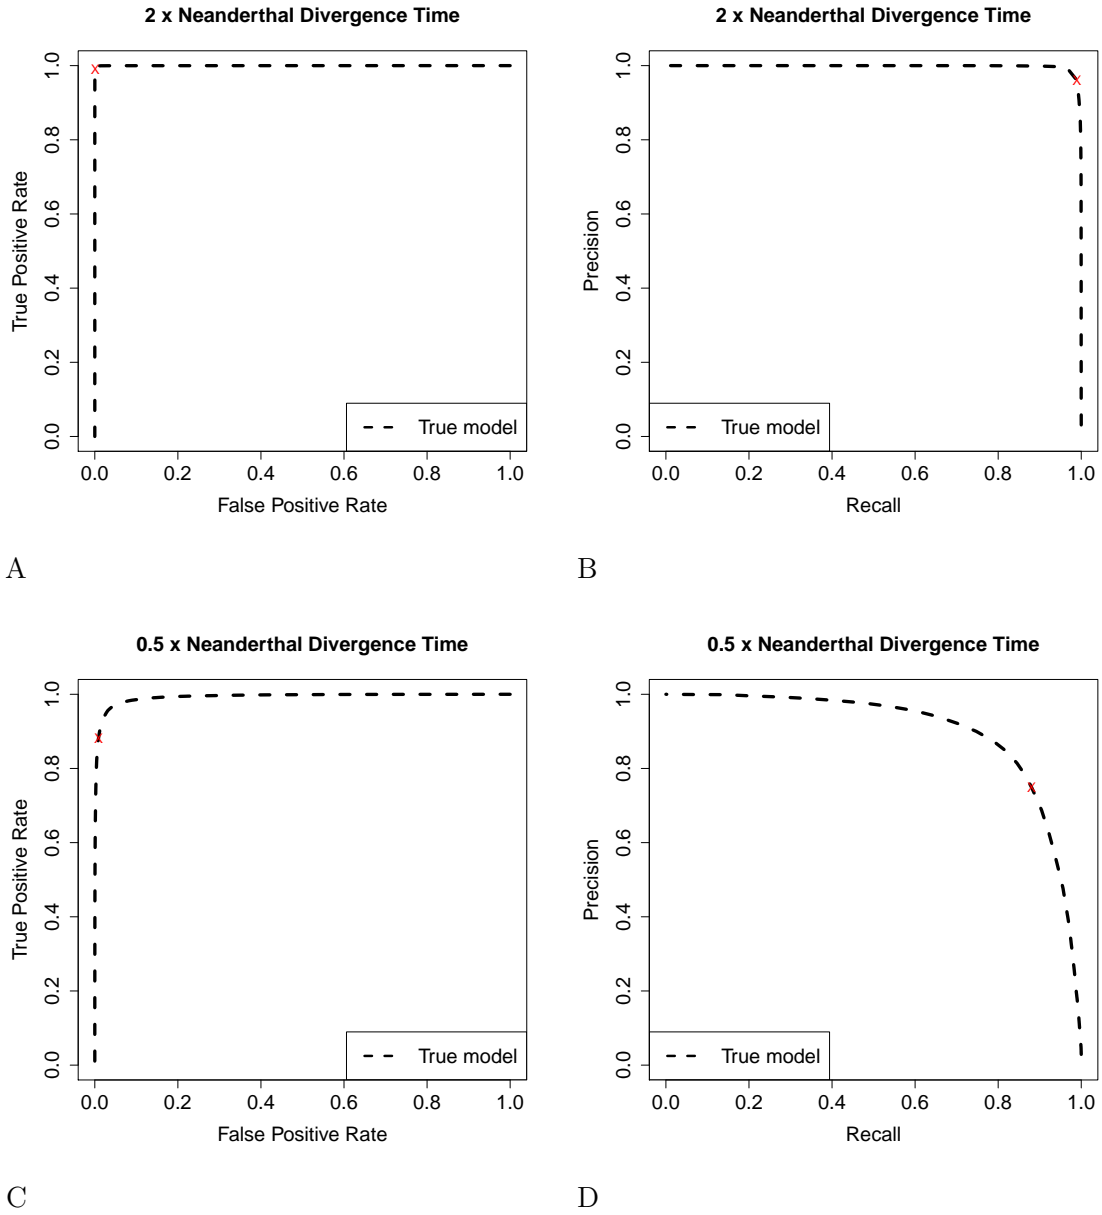 2 x Neanderthal Divergence Time
True Positive Rate
1.0
0.8
0.6
0.4
0.2
0.0
True model
0.0 0.2 0.4 0.6 0.8 1.0
False Positive Rate
A
2 x Neanderthal Divergence Time
Precision
1.0
0.8
0.6
0.4
0.2
0.0
True model
0.0 0.2 0.4 0.6 0.8 1.0
Recall
B
0.5 x Neanderthal Divergence Time
True Positive Rate
1.0
0.8
0.6
0.4
0.2
0.0
True model
0.0 0.2 0.4 0.6 0.8 1.0
False Positive Rate
C
0.5 x Neanderthal Divergence Time
Precision
1.0
0.8
0.6
0.4
0.2
0.0
True model
0.0 0.2 0.4 0.6 0.8 1.0
Recall
D